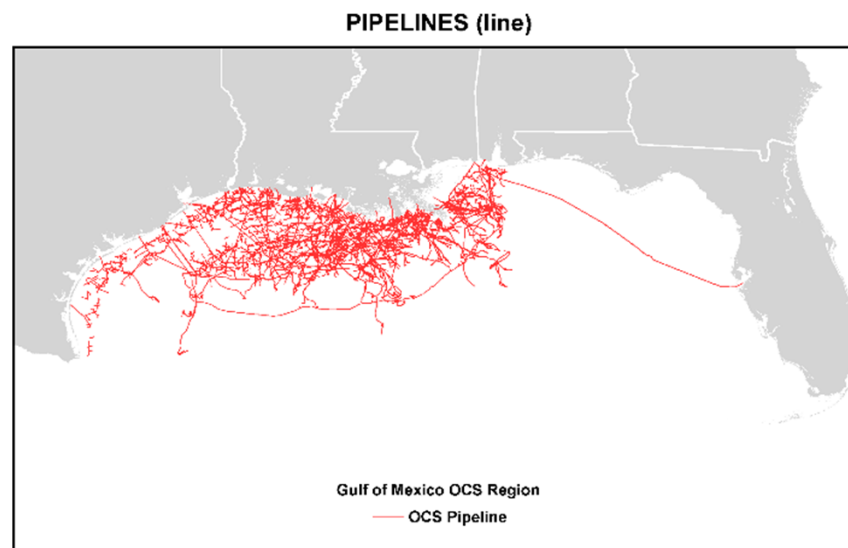 PIPELINES (line)
Gulf of Mexico OCS Region
OCS Pipeline